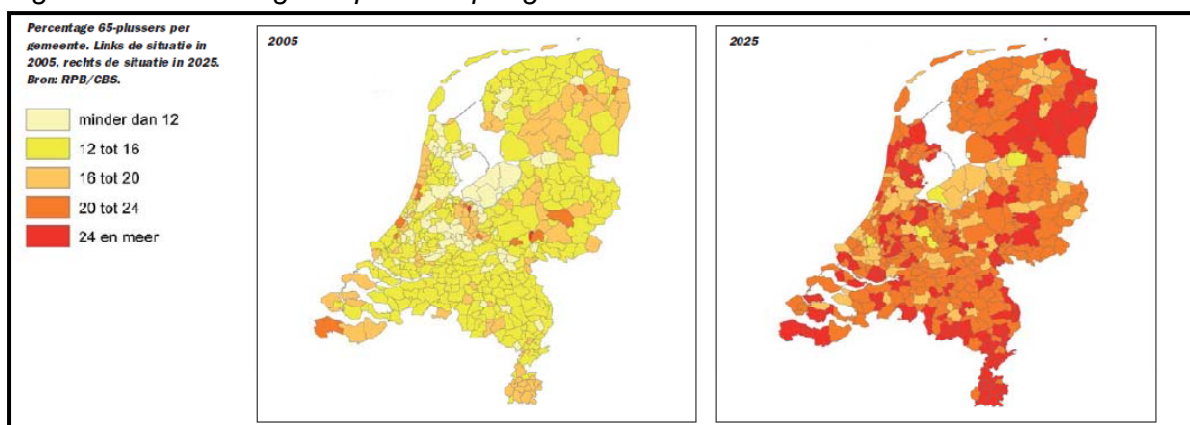 Percentage 65-plussers per
gemeente. Links de situatie in
2005, rechts de situatie in 2025.
Bron: RPB/CBS.
minder dan 12
12 tot 16
16 tot 20
20 tot 24
24 en meer
2005
2025